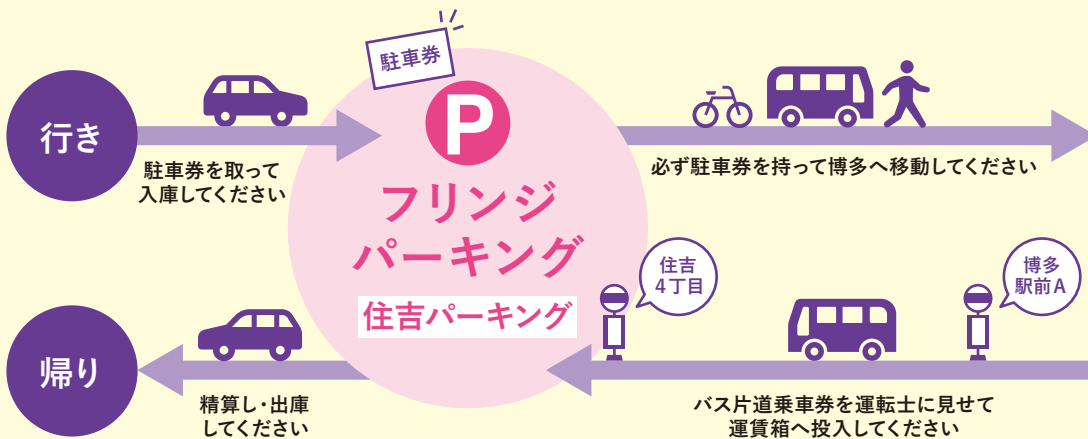 駐車券
行き
駐車券を取って
入庫してください
P
フリンジ
パーキング
住吉パーキング
必ず駐車券を持って博多へ移動してください
住吉
4丁目
博多
駅前A
帰り
精算し・出庫
してください
バス片道乗車券を運転士に見せて
運賃箱へ投入してください